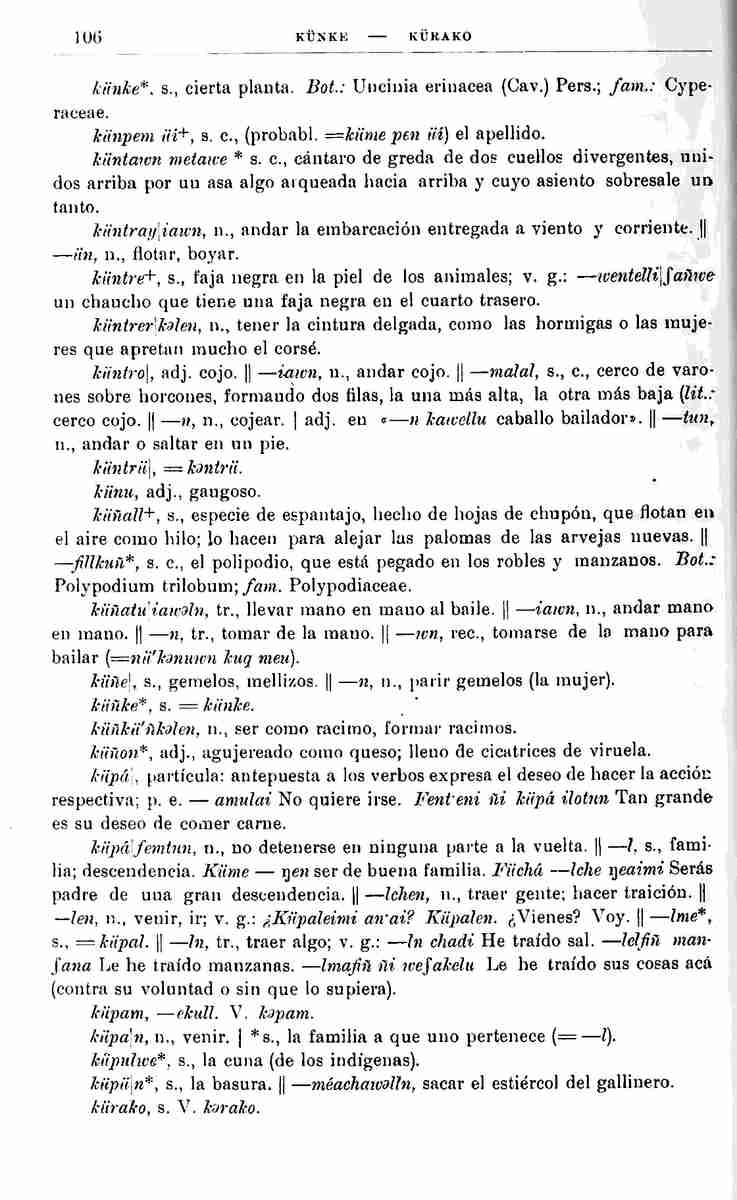 106 KÜNKE — KÜRAKO
künke*. s., cierta planta. Bot.: Uncinia erinacea (Cav.) Pers.; fam.: Cype-
raceae.
künpem üi+, s. c., (probabl. =küme pen üi) el apellido.
küntawn metawe * s. c., cántaro de greda de dos cuellos divergentes, uni-
dos arriba por un asa algo arqueada hacia arriba y cuyo asiento sobresale un
tanto.
küntray|iawn, n., andar la embarcación entregada a viento y corriente. ||
—ün, n., flotar, boyar.
küntre+, s., faja negra en la piel de los animales; v. g.: —wentelli|ʃañwe
un chancho que tiene una faja negra en el cuarto trasero.
küntrer|kəlen, n., tener la cintura delgada, como las hormigas o las muje-
res que apretan mucho el corsé.
küntro|, adj. cojo. || —iawn, n., andar cojo. || —malal, s., c., cerco de varo-
nes sobre horcones, formando dos filas, la una más alta, la otra más baja (lit.:
cerco cojo. || —n, n., cojear. | adj. en «—n kawellu caballo bailador». || —tun,
n., andar o saltar en un pie.
küntrü|, = kəntrü.
künu, adj., gangoso.
küñall+, s., especie de espantajo, hecho de hojas de chupón, que flotan en
el aire como hilo; lo hacen para alejar las palomas de las arvejas nuevas. ||
—fillkuñ*, s. c., el polipodio, que está pegado en los robles y manzanos. Bot.:
Polypodium trilobum; fam. Polypodiaceae.
küñatu|iawəln, tr., llevar mano en mano al baile. || —iawn, n., andar mano
en mano. || —n, tr., tomar de la mano. || —wn, rec., tomarse de la mano para
bailar (=nü'kənuwn kuq meu).
küñe|, s., gemelos, mellizos. || —n, n., parir gemelos (la mujer).
küñke*, s. = künke.
küñkü'ñkəlen, n., ser como racimo, formar racimos.
küñon*, adj., agujereado como queso; lleno de cicatrices de viruela.
küpá|, partícula: antepuesta a los verbos expresa el deseo de hacer la acción
respectiva; p. e. — amulai No quiere irse. Fent·eni ñi küpá ilotun Tan grande
es su deseo de comer carne.
küpá|femtun, n., no detenerse en ninguna parte a la vuelta. || —l, s., fami-
lia; descendencia. Küme — ŋen ser de buena familia. Füchá —lche ŋeaimi Serás
padre de una gran descendencia. || —lchen, n., traer gente; hacer traición. ||
—len, n., venir, ir; v. g.: ¿Küpaleimi an·ai? Küpalen. ¿Vienes? Voy. || —lme*,
s., = küpal. || —ln, tr., traer algo; v. g.: —ln chadi He traído sal. —lelfiñ man-
ʃana Le he traído manzanas. —lmafiñ ñi weʃakelu Le he traído sus cosas acá
(contra su voluntad o sin que lo supiera).
küpam, —ekull. V. kəpam.
küpa|n, n., venir. | * s., la familia a que uno pertenece (= —l).
küpulwe*, s., la cuna (de los indígenas).
küpü|n*, s., la basura. || —méachawəlln, sacar el estiércol del gallinero.
kürako, s. V. kərako.